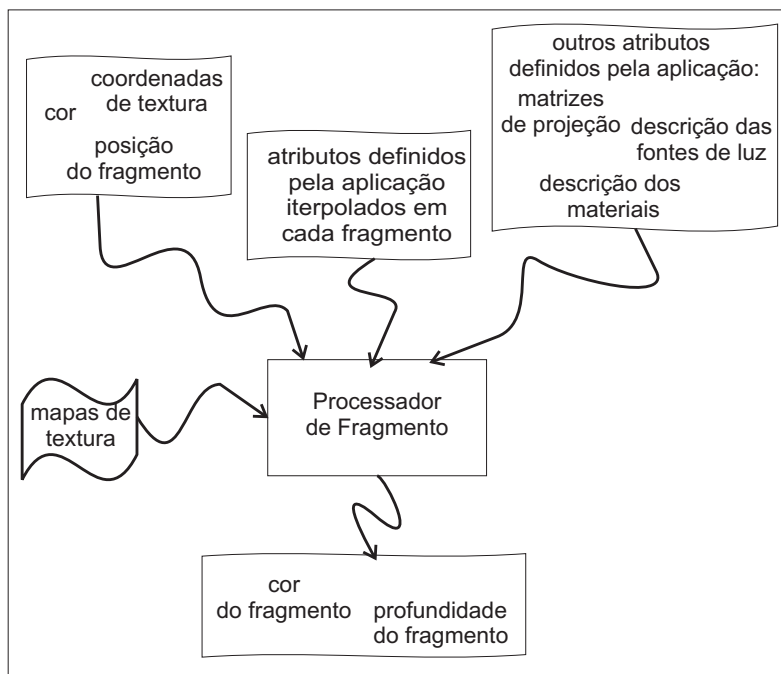 coordenadas
de textura
cor
posição
do fragmento
atributos definidos
pela aplicação
iterpolados em
cada fragmento
outros atributos
definidos pela aplicação:
matrizes
de projeção
descrição das
fontes de luz
descrição dos
materiais
mapas de
textura
Processador
de Fragmento
cor
do fragmento
profundidade
do fragmento